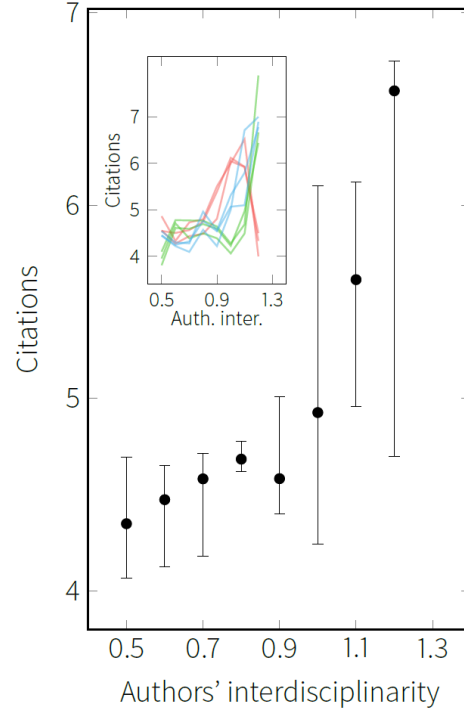 7
6
5
4
Citations
0.5 0.7 0.9 1.1 1.3
Authors' interdisciplinarity
7
6
5
4
Citations
0.5 0.9 1.3
Auth. inter.